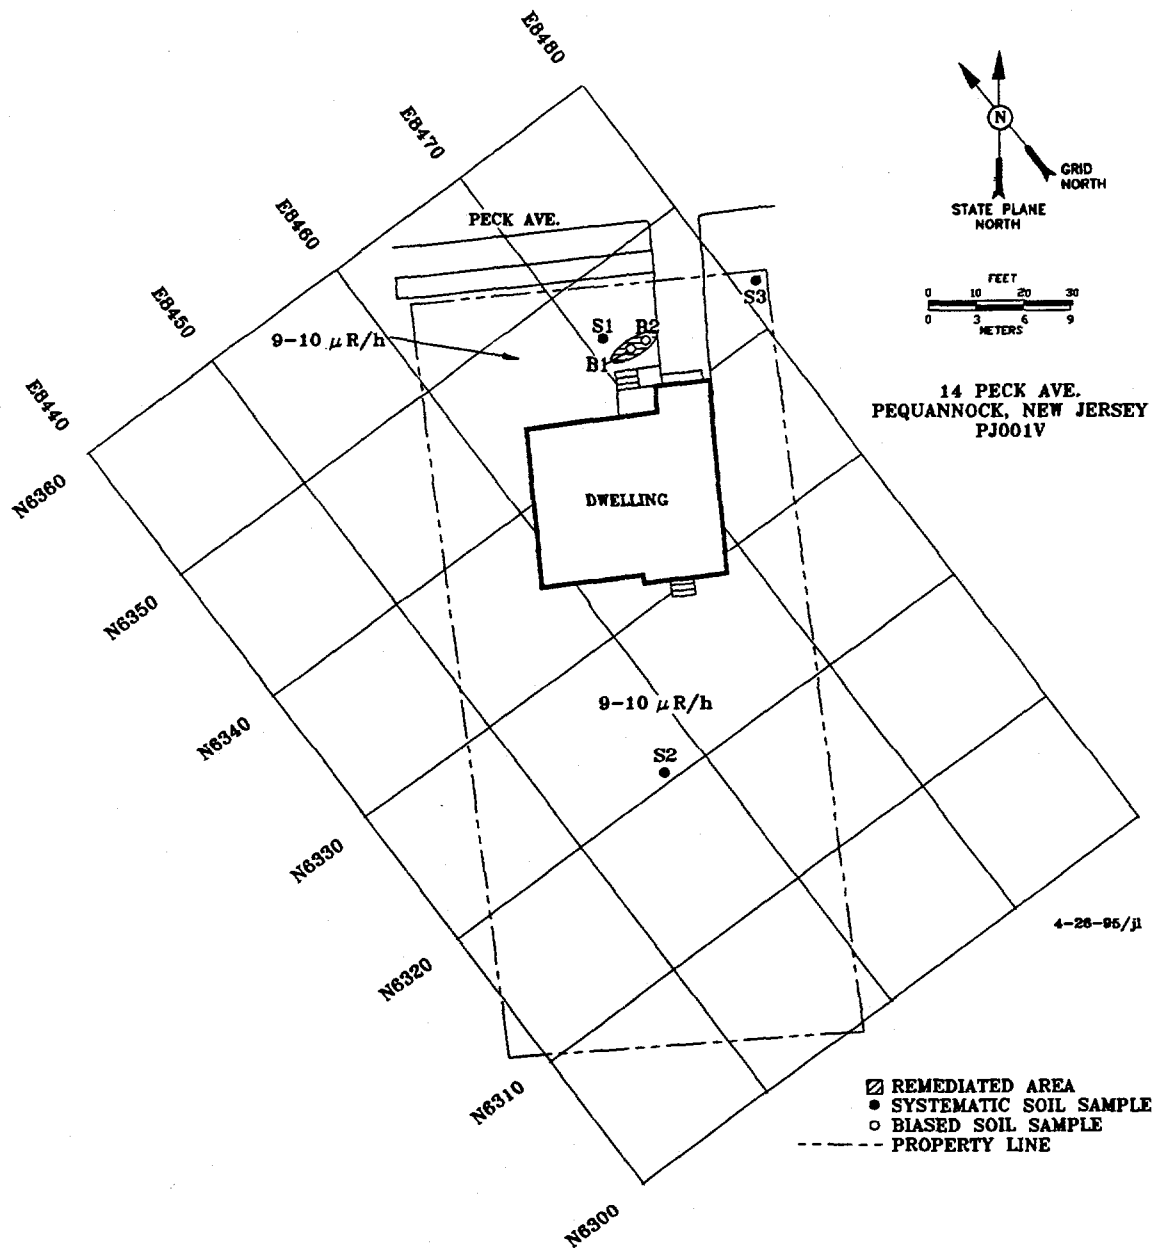 E8480
E8470
E8460
E8450
E8440
N
GRID
NORTH
STATE PLANE
NORTH
PECK AVE.
FEET
0 10 20 30
0 3 6 9
METERS
S3
S1
B2
B1
9-10 μR/h
14 PECK AVE.
PEQUANNOCK, NEW JERSEY
PJ001V
N6360
DWELLING
N6350
9-10 μR/h
N6340
S2
N6330
4-26-95/jl
N6320
N6310
REMEDIATED AREA
SYSTEMATIC SOIL SAMPLE
BIASED SOIL SAMPLE
PROPERTY LINE
N6300